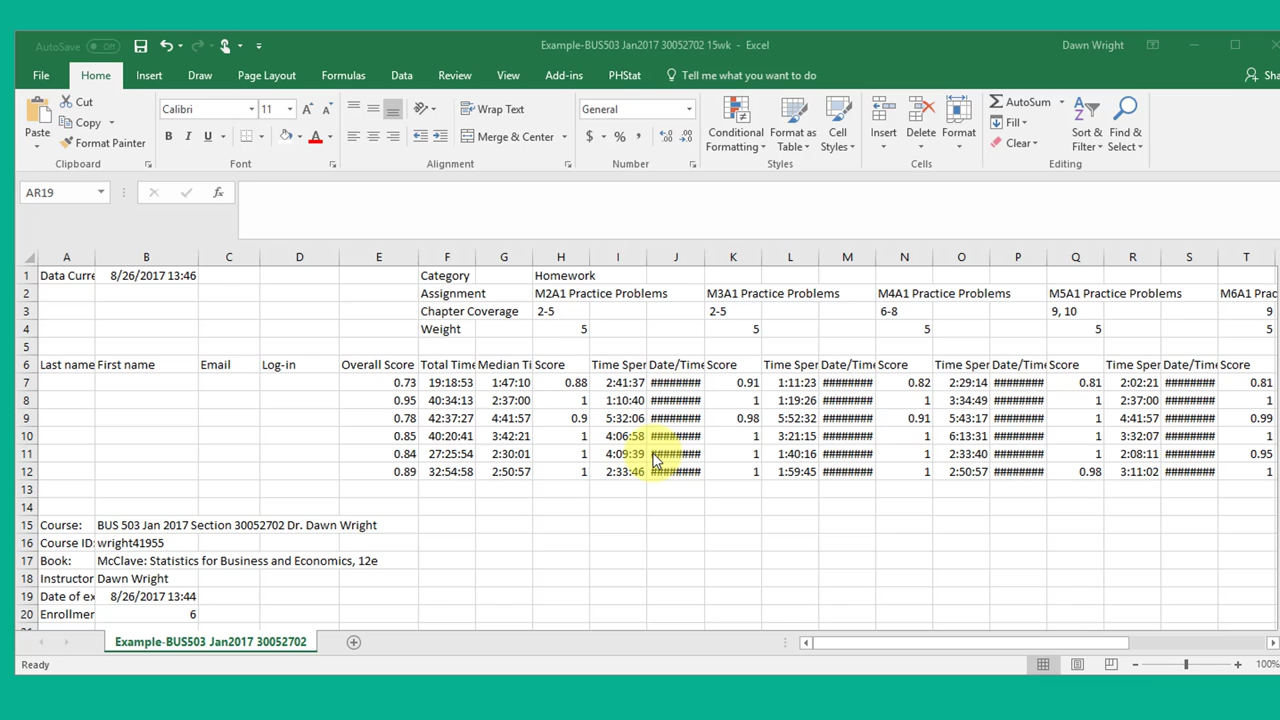 AutoSave Off
Example-BUS503 Jan2017 30052702 15wk - Excel
Dawn Wright
File Home Insert Draw Page Layout Formulas Data Review View Add-ins PHStat Tell me what you want to do Sha
Paste Cut Copy Format Painter
Clipboard
Calibri 11
B I U A
Font
Wrap Text
Merge & Center
Alignment
General
$ % ,
Number
Conditional Formatting Format as Table Cell Styles
Styles
Insert Delete Format
Cells
AutoSum Fill Clear Sort & Filter Find & Select
Editing
AR19 fx
A B C D E F G H I J K L M N O P Q R S T
1 Data Curre 8/26/2017 13:46 Category Homework
2 Assignment M2A1 Practice Problems M3A1 Practice Problems M4A1 Practice Problems M5A1 Practice Problems M6A1 Prac
3 Chapter Coverage 2-5 2-5 6-8 9, 10 9
4 Weight 5 5 5 5 5
5
6 Last name First name Email Log-in Overall Score Total Time Median Ti Score Time Spen Date/Time Score Time Spen Date/Time Score Time Spen Date/Time Score Time Spen Date/Time Score
7 0.73 19:18:53 1:47:10 0.88 2:41:37 ######## 0.91 1:11:23 ######## 0.82 2:29:14 ######## 0.81 2:02:21 ######## 0.81
8 0.95 40:34:13 2:37:00 1 1:10:40 ######## 1 1:19:26 ######## 1 3:34:49 ######## 1 2:37:00 ######## 1
9 0.78 42:37:27 4:41:57 0.9 5:32:06 ######## 0.98 5:52:32 ######## 0.91 5:43:17 ######## 1 4:41:57 ######## 0.99
10 0.85 40:20:41 3:42:21 1 4:06:58 ######## 1 3:21:15 ######## 1 6:13:31 ######## 1 3:32:07 ######## 1
11 0.84 27:25:54 2:30:01 1 4:09:39 ######## 1 1:40:16 ######## 1 2:33:40 ######## 1 2:08:11 ######## 0.95
12 0.89 32:54:58 2:50:57 1 2:33:46 ######## 1 1:59:45 ######## 1 2:50:57 ######## 0.98 3:11:02 ######## 1
13
14
15 Course: BUS 503 Jan 2017 Section 30052702 Dr. Dawn Wright
16 Course ID: wright41955
17 Book: McClave: Statistics for Business and Economics, 12e
18 Instructor Dawn Wright
19 Date of ex 8/26/2017 13:44
20 Enrollmen 6
Example-BUS503 Jan2017 30052702
Ready 100%